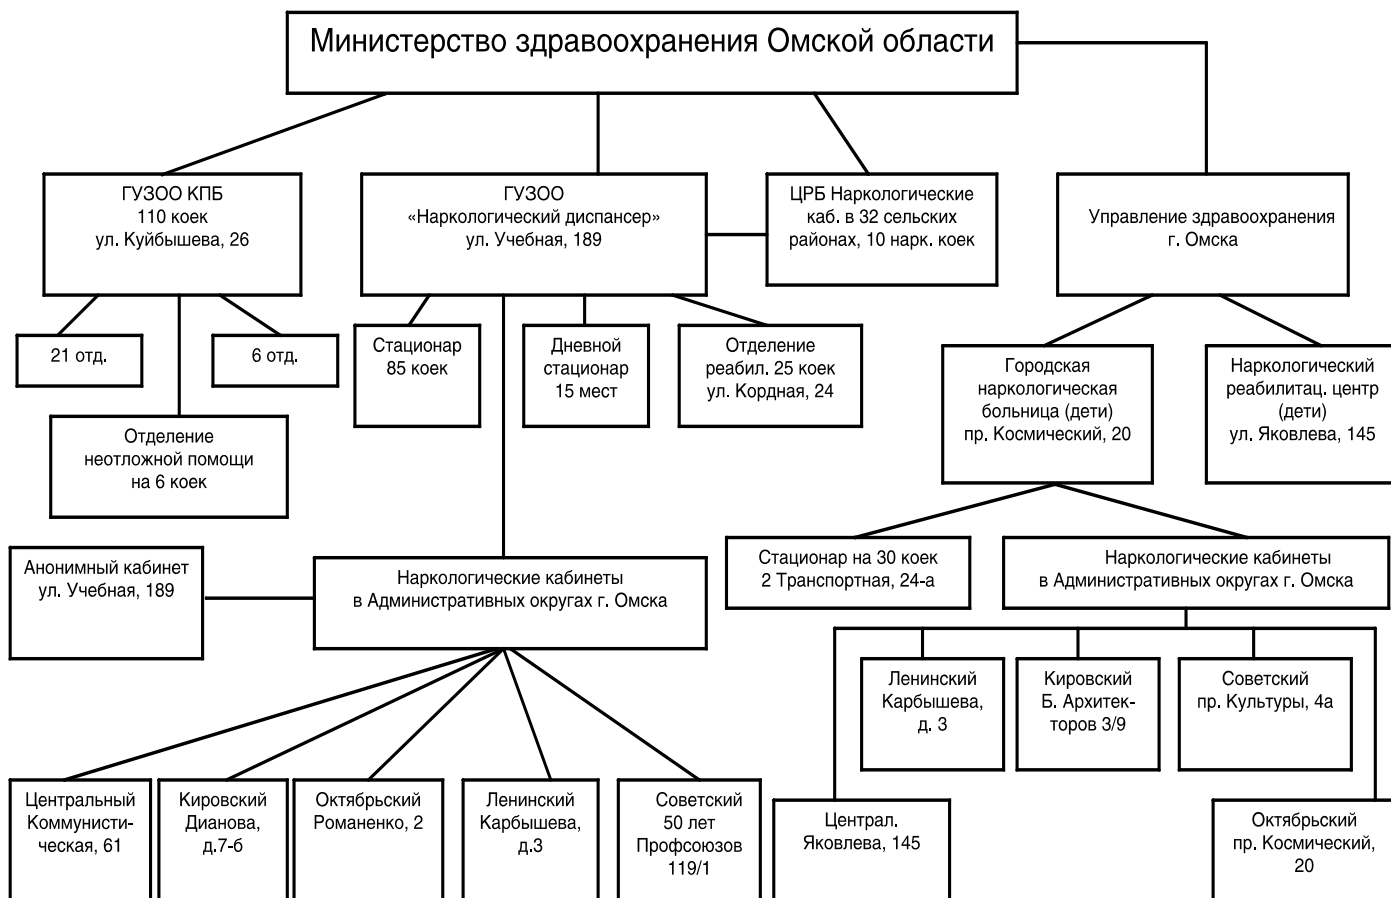 Министерство здравоохранения Омской области
ГУЗОО КПБ
110 коек
ул. Куйбышева, 26
ГУЗОО
«Наркологический диспансер»
ул. Учебная, 189
ЦРБ Наркологические
каб. в 32 сельских
районах, 10 нарк. коек
Управление здравоохранения
г. Омска
21 отд.
6 отд.
Отделение
неотложной помощи
на 6 коек
Стационар
85 коек
Дневной
стационар
15 мест
Отделение
реабил. 25 коек
ул. Кордная, 24
Городская
наркологическая
больница (дети)
пр. Космический, 20
Наркологический
реабилитац. центр
(дети)
ул. Яковлева, 145
Анонимный кабинет
ул. Учебная, 189
Наркологические кабинеты
в Административных округах г. Омска
Стационар на 30 коек
2 Транспортная, 24-а
Наркологические кабинеты
в Административных округах г. Омска
Ленинский
Карбышева,
д. 3
Кировский
Б. Архитек-
торов 3/9
Советский
пр. Культуры, 4а
Центральный
Коммунисти-
ческая, 61
Кировский
Дианова,
д.7-б
Октябрьский
Романенко, 2
Ленинский
Карбышева,
д.3
Советский
50 лет
Профсоюзов
119/1
Централ.
Яковлева, 145
Октябрьский
пр. Космический,
20